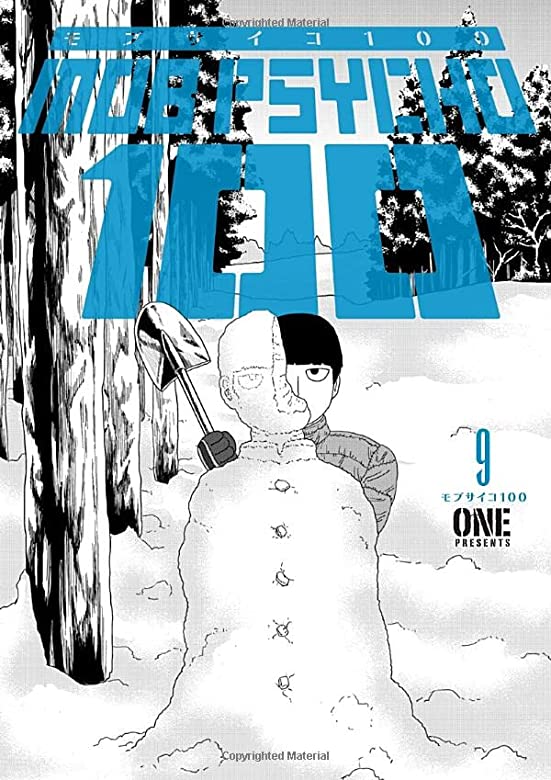 Copyrighted Material
モブサイコ100
MOB PSYCHO
100
9
モブサイコ100
ONE
PRESENTS
Copyrighted Material